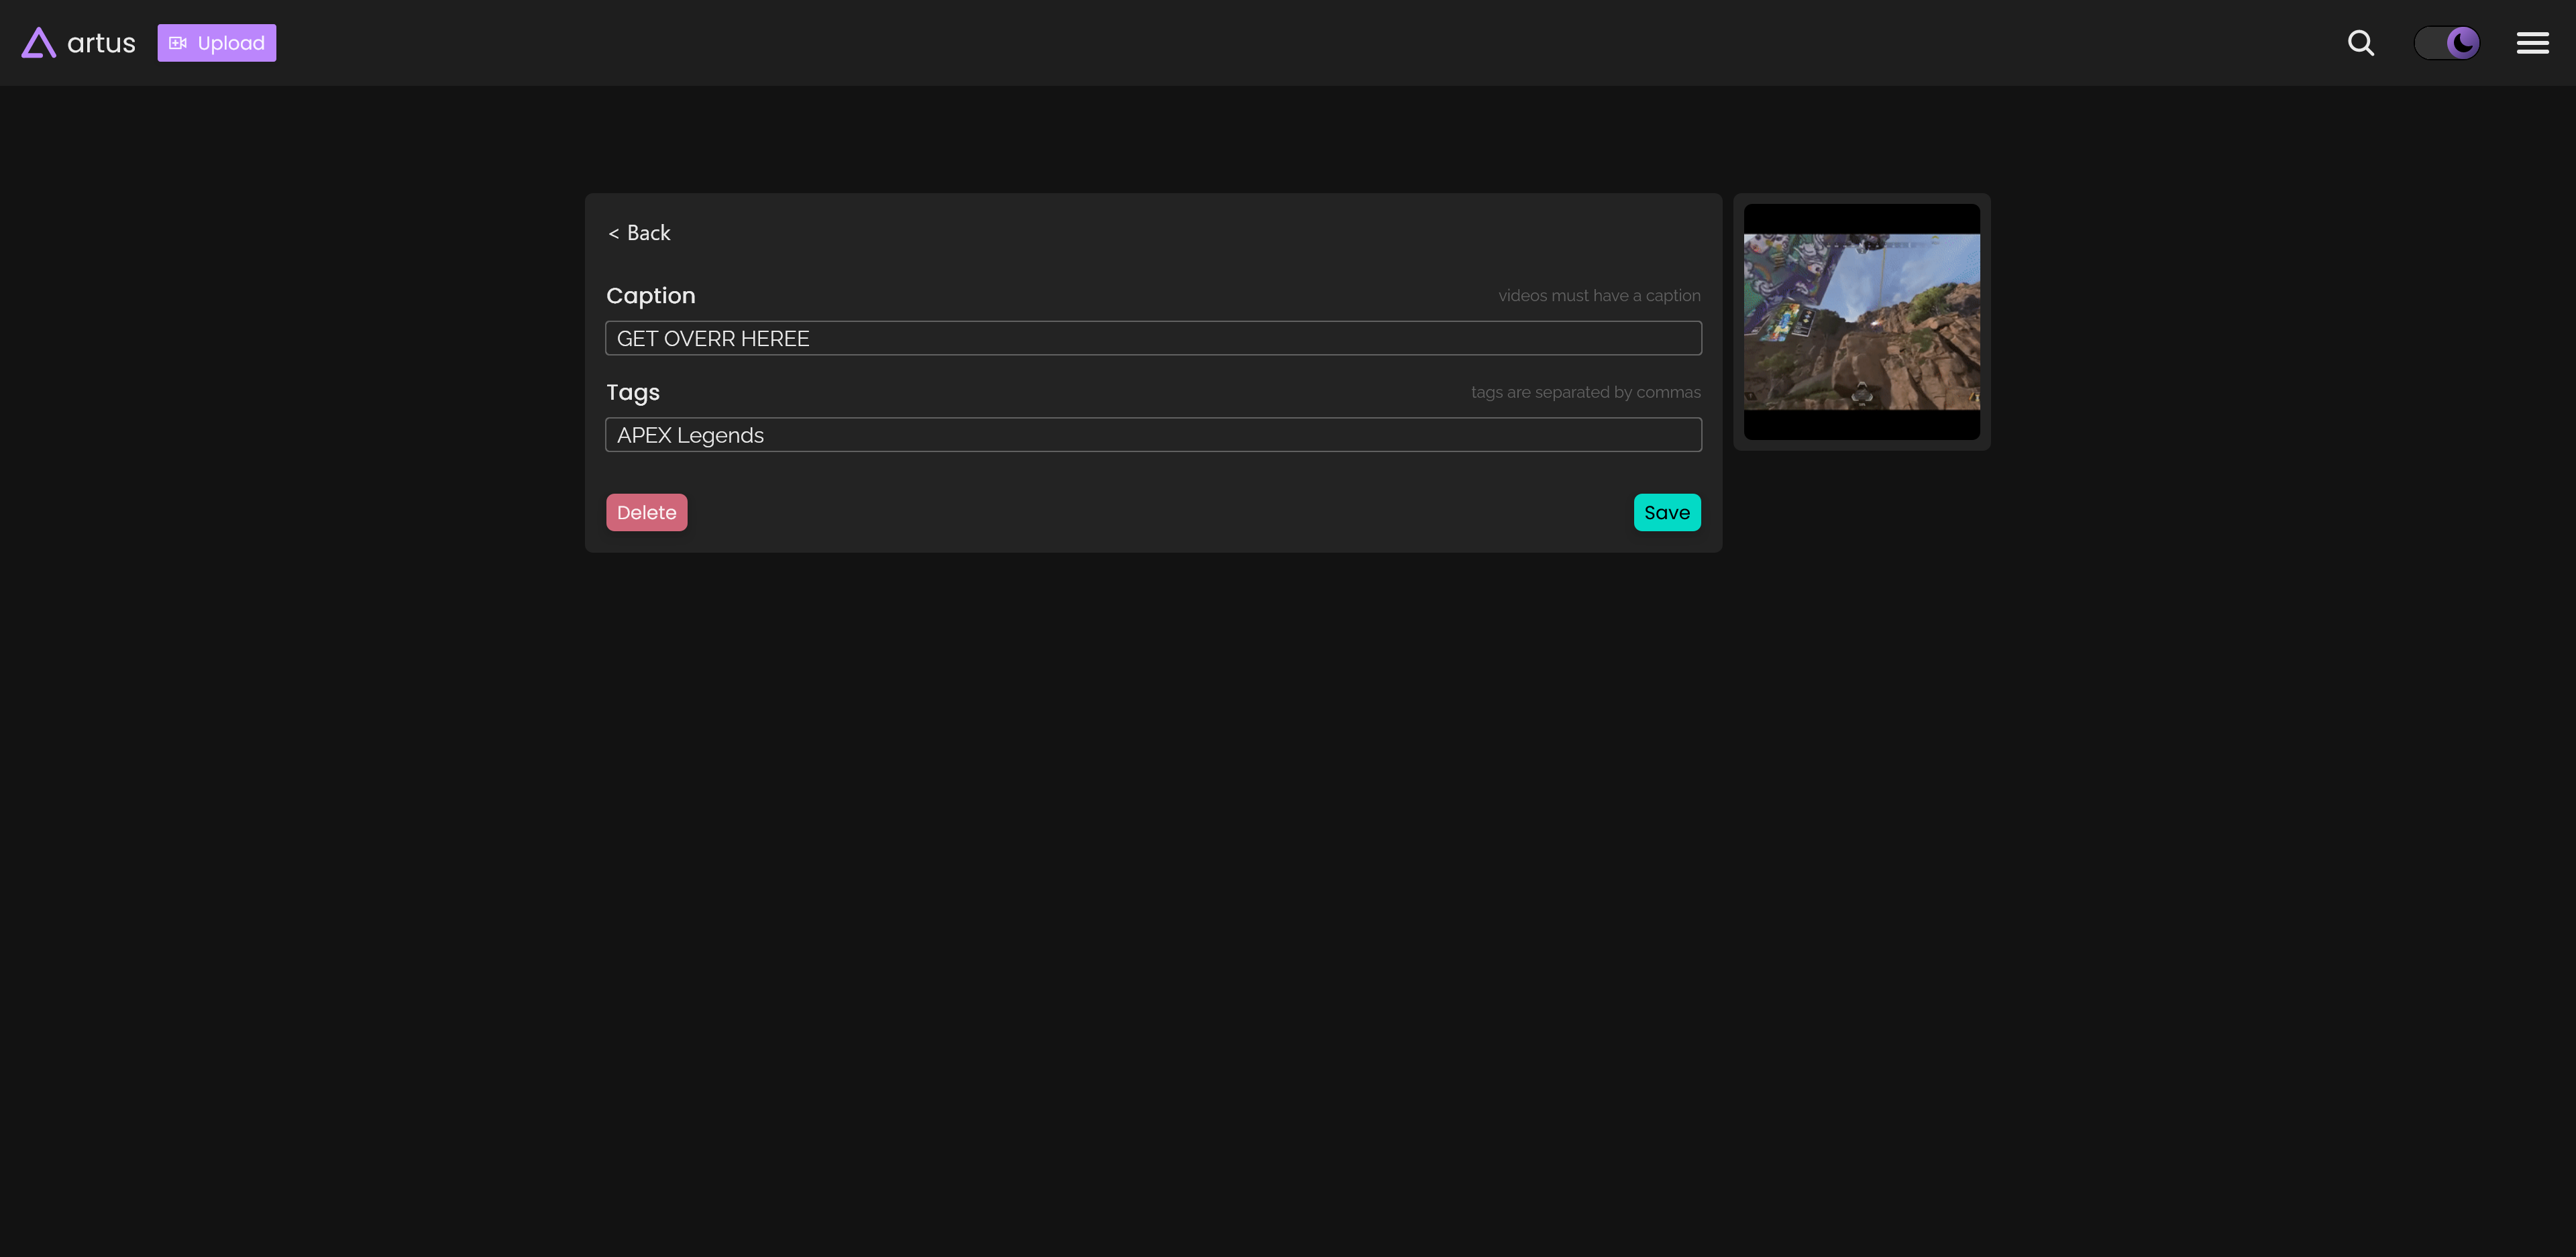 artus
Upload
< Back
Caption
videos must have a caption
GET OVERR HEREE
Tags
tags are separated by commas
APEX Legends
Delete
Save